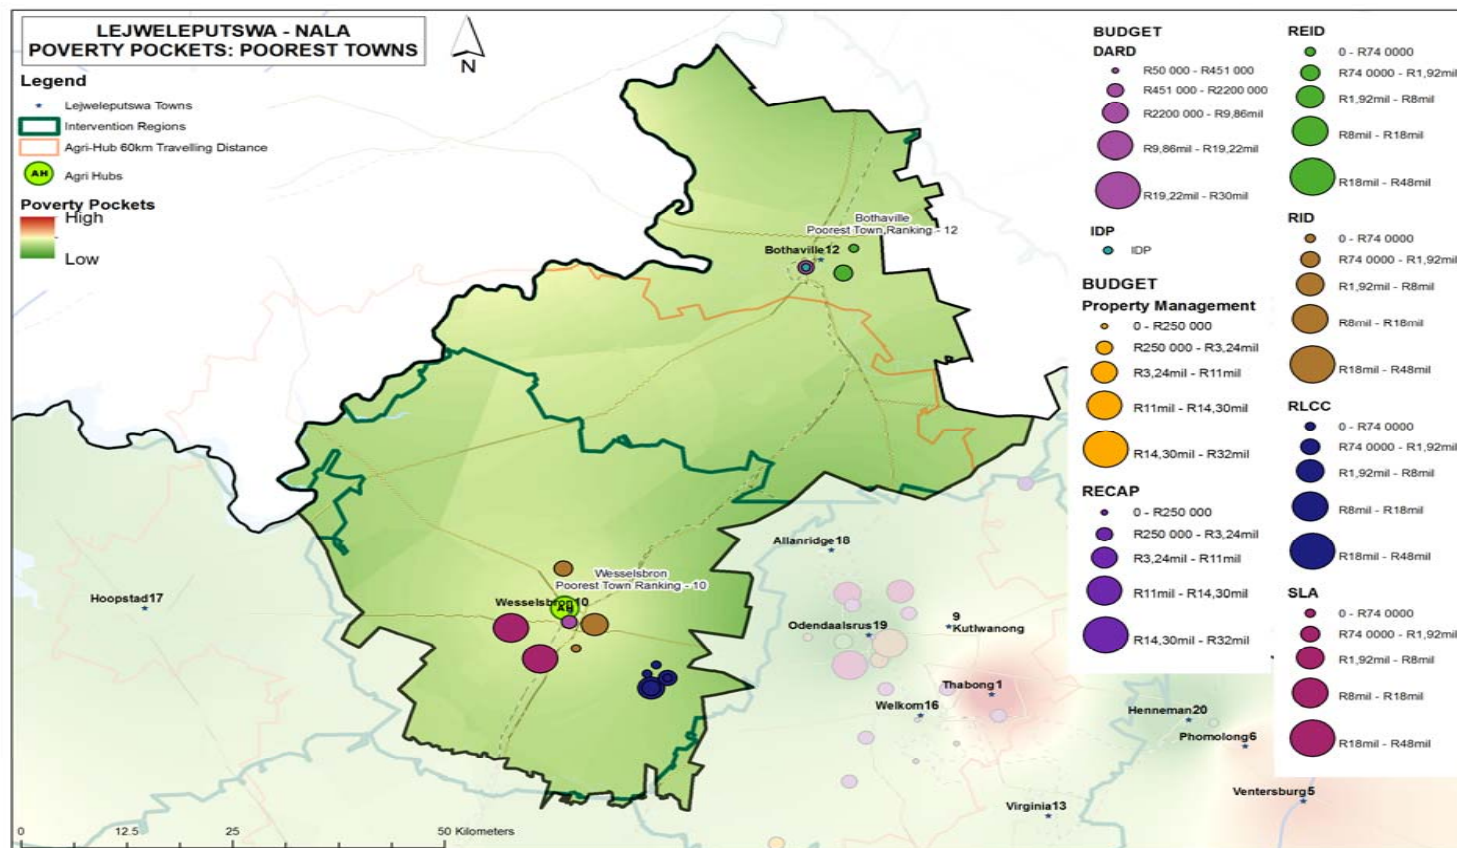 LEJWELEPUTSWA - NALA
POVERTY POCKETS: POOREST TOWNS
N
Legend
Lejweleputswa Towns
Intervention Regions
Agri-Hub 60km Travelling Distance
AH
Agri Hubs
Poverty Pockets
High
Low
Bothaville
Poorest Town Ranking - 12
Bothaville12
Wesselsbron
Poorest Town Ranking - 10
Wesselsbron10
Hoopstad17
Allanridge18
Odendaalsrus19
9
Kutlwanong
Thabong1
Welkom16
Henneman20
Phomolong6
Ventersburg5
Virginia13
0 12.5 25 50 Kilometers
BUDGET
DARD
R50 000 - R451 000
R451 000 - R2200 000
R2200 000 - R9,86mil
R9,86mil - R19,22mil
R19,22mil - R30mil
IDP
IDP
BUDGET
Property Management
0 - R250 000
R250 000 - R3,24mil
R3,24mil - R11mil
R11mil - R14,30mil
R14,30mil - R32mil
RECAP
0 - R250 000
R250 000 - R3,24mil
R3,24mil - R11mil
R11mil - R14,30mil
R14,30mil - R32mil
REID
0 - R74 0000
R74 0000 - R1,92mil
R1,92mil - R8mil
R8mil - R18mil
R18mil - R48mil
RID
0 - R74 0000
R74 0000 - R1,92mil
R1,92mil - R8mil
R8mil - R18mil
R18mil - R48mil
RLCC
0 - R74 0000
R74 0000 - R1,92mil
R1,92mil - R8mil
R8mil - R18mil
R18mil - R48mil
SLA
0 - R74 0000
R74 0000 - R1,92mil
R1,92mil - R8mil
R8mil - R18mil
R18mil - R48mil